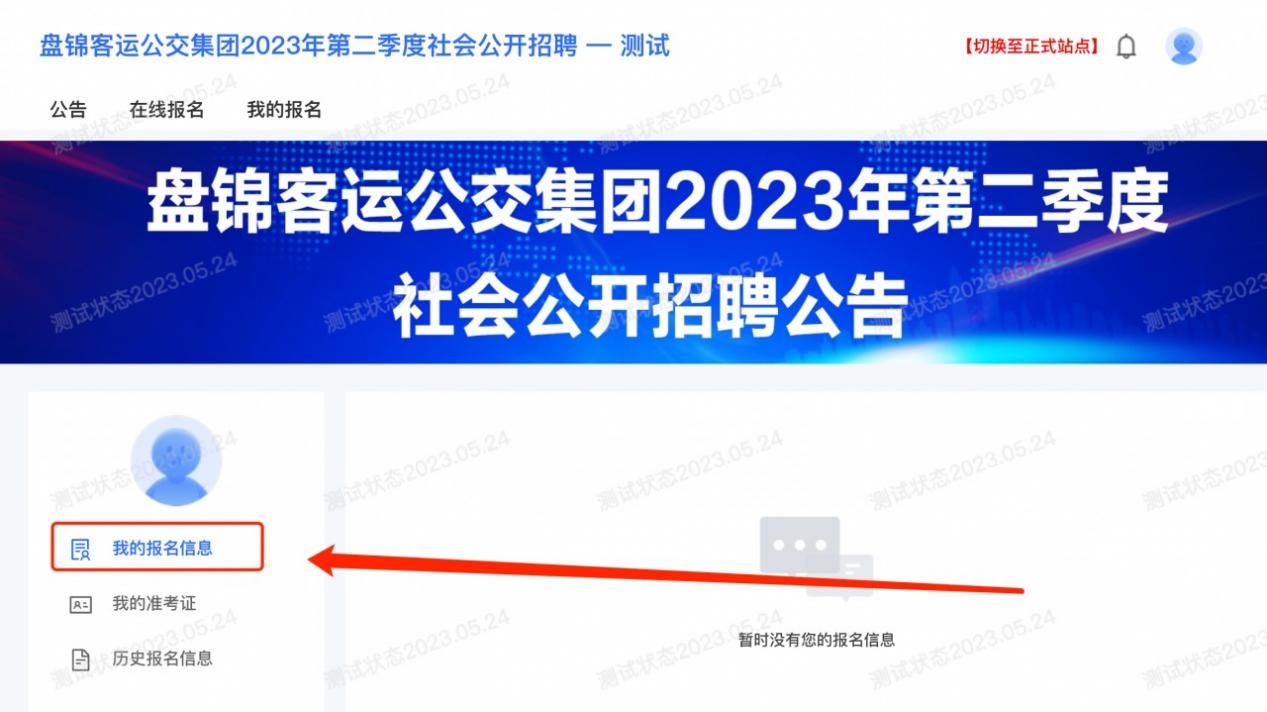 盘锦客运公交集团2023年第二季度社会公开招聘 — 测试
【切换至正式站点】
公告 在线报名 我的报名
盘锦客运公交集团2023年第二季度
社会公开招聘公告
我的报名信息
我的准考证
历史报名信息
暂时没有您的报名信息
测试状态2023.05.24